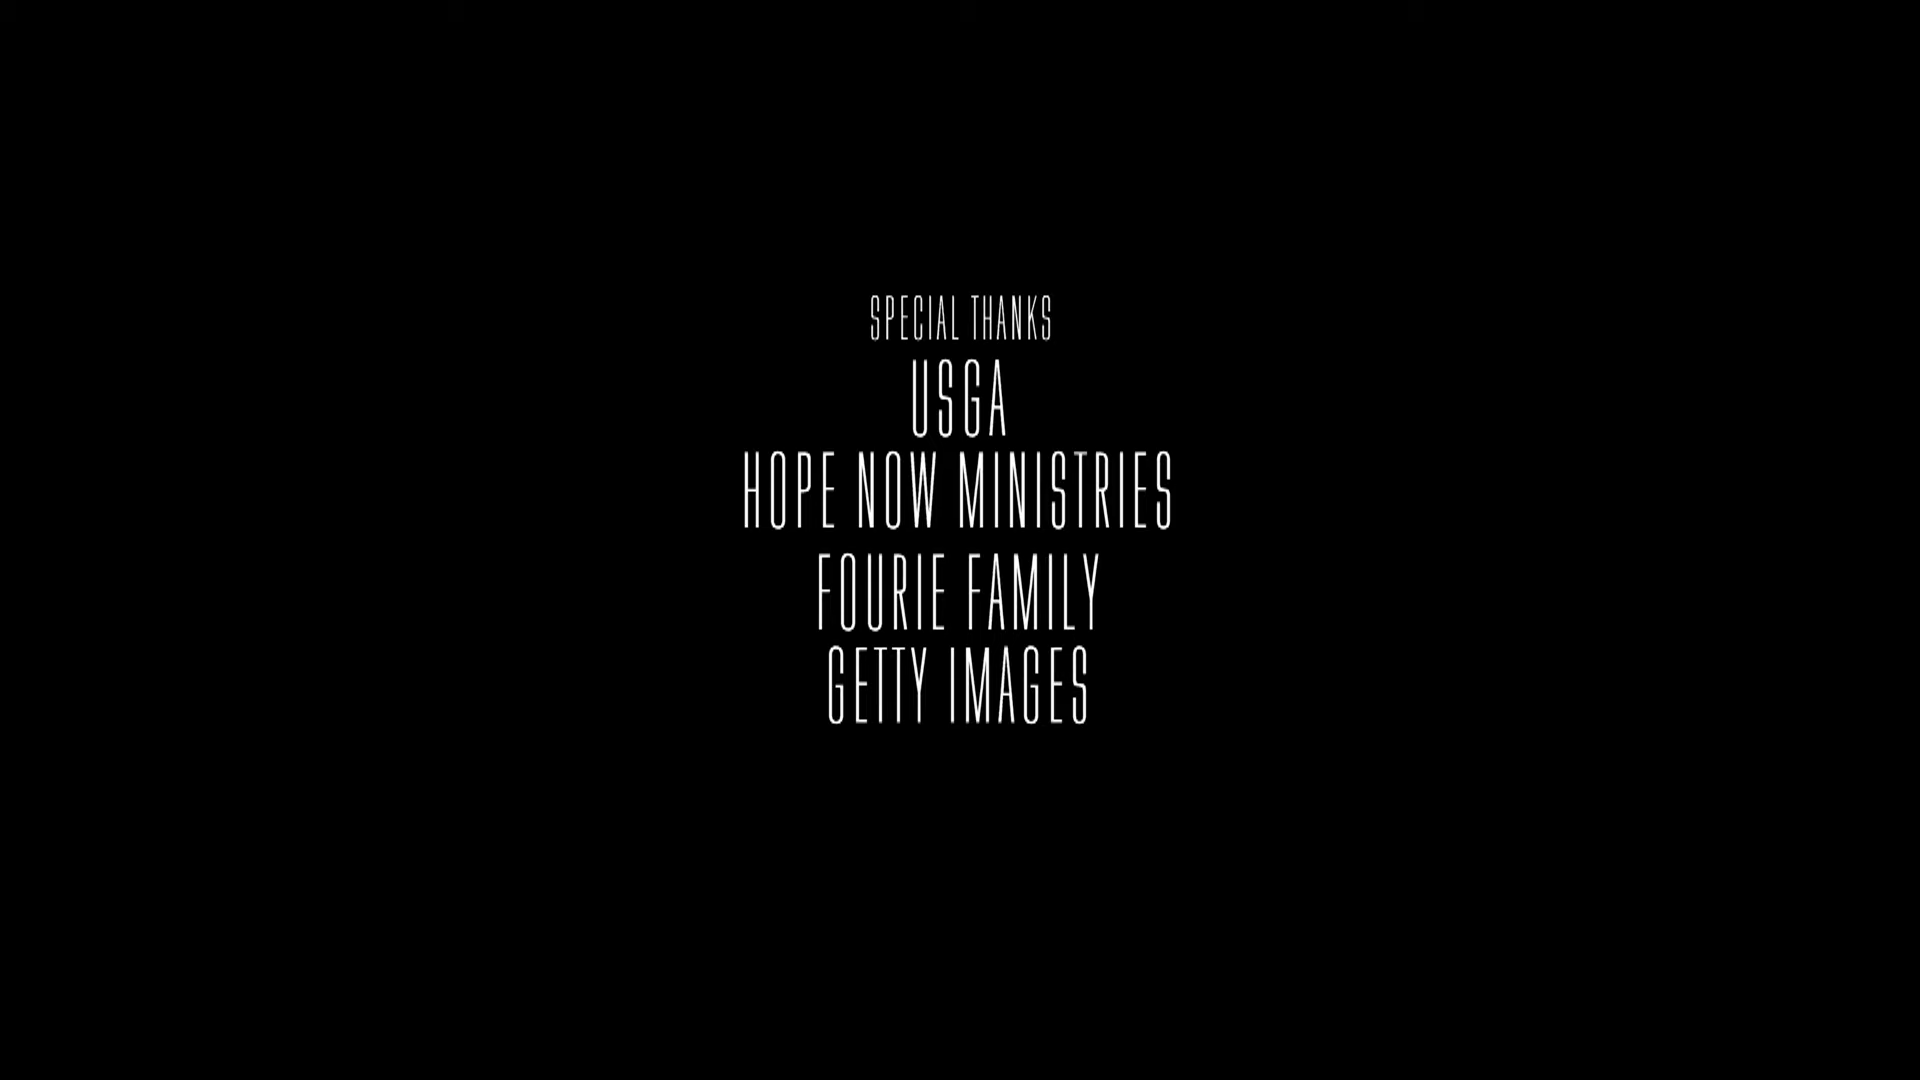 SPECIAL THANKS
USGA
HOPE NOW MINISTRIES
FOURIE FAMILY
GETTY IMAGES